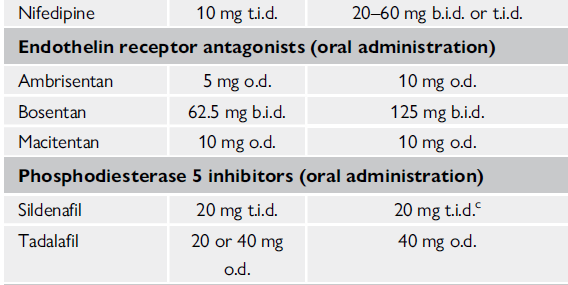 Nifedipine 10 mg t.i.d. 20–60 mg b.i.d. or t.i.d.
Endothelin receptor antagonists (oral administration)
Ambrisentan 5 mg o.d. 10 mg o.d.
Bosentan 62.5 mg b.i.d. 125 mg b.i.d.
Macitentan 10 mg o.d. 10 mg o.d.
Phosphodiesterase 5 inhibitors (oral administration)
Sildenafil 20 mg t.i.d. 20 mg t.i.d.c
Tadalafil 20 or 40 mg 40 mg o.d.
o.d.